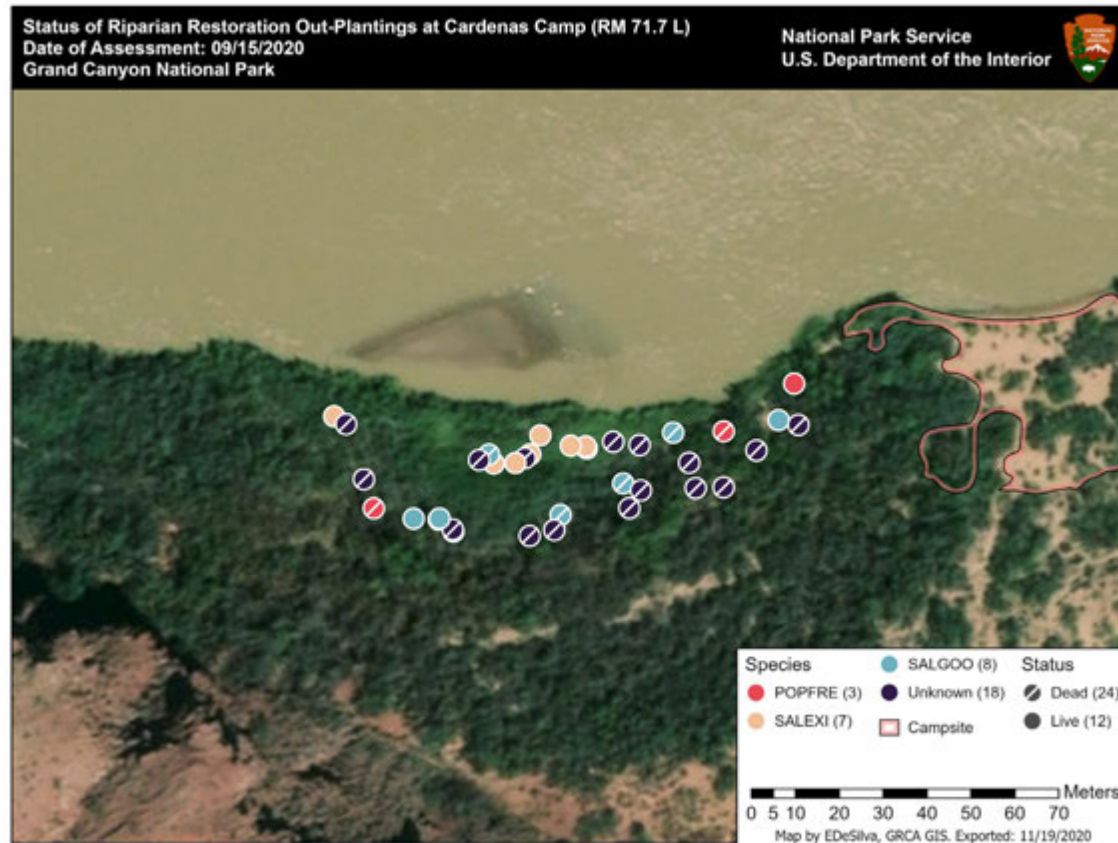 Status of Riparian Restoration Out-Plantings at Cardenas Camp (RM 71.7 L)
Date of Assessment: 09/15/2020
Grand Canyon National Park
National Park Service
U.S. Department of the Interior
Species
POPFRE (3)
SALEXI (7)
SALGOO (8)
Unknown (18)
Campsite
Status
Dead (24)
Live (12)
Meters
0 5 10 20 30 40 50 60 70
Map by EDeSilva, GRCA GIS. Exported: 11/19/2020